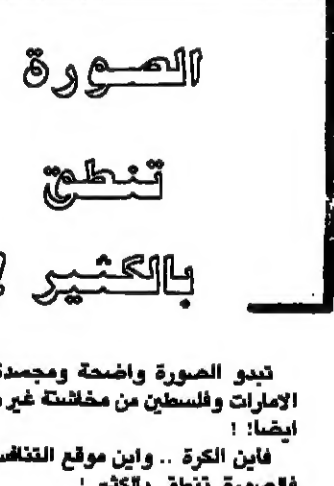 الصورة
تنطق
بالكثير !
تبدو الصورة واضحة ومجسدة
الامارات وفلسطين من مخاشنة غير
ايضا! !
فاين الكرة .. واين موقع التنافس
فالصورة تنطق بالكثير !